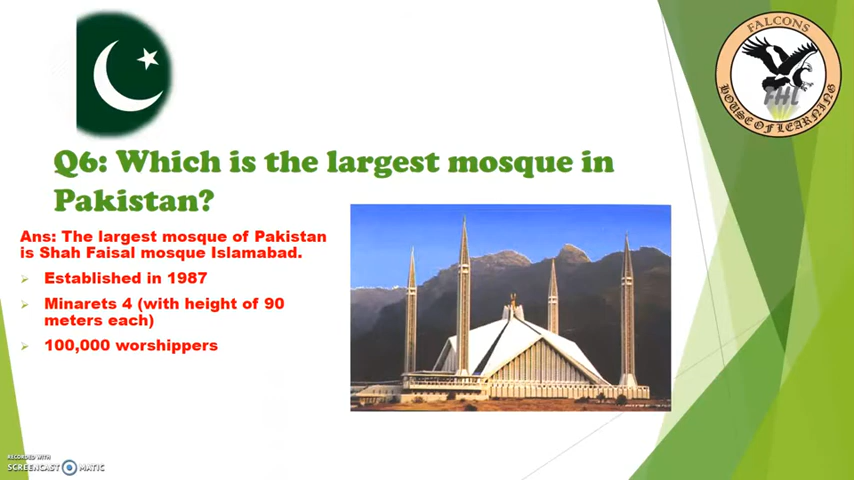 FALCONS
FHL
HOUSE OF LEARNING
Q6: Which is the largest mosque in
Pakistan?
Ans: The largest mosque of Pakistan
is Shah Faisal mosque Islamabad.
Established in 1987
Minarets 4 (with height of 90
meters each)
100,000 worshippers
RECORDED WITH
SCREENCAST MATIC